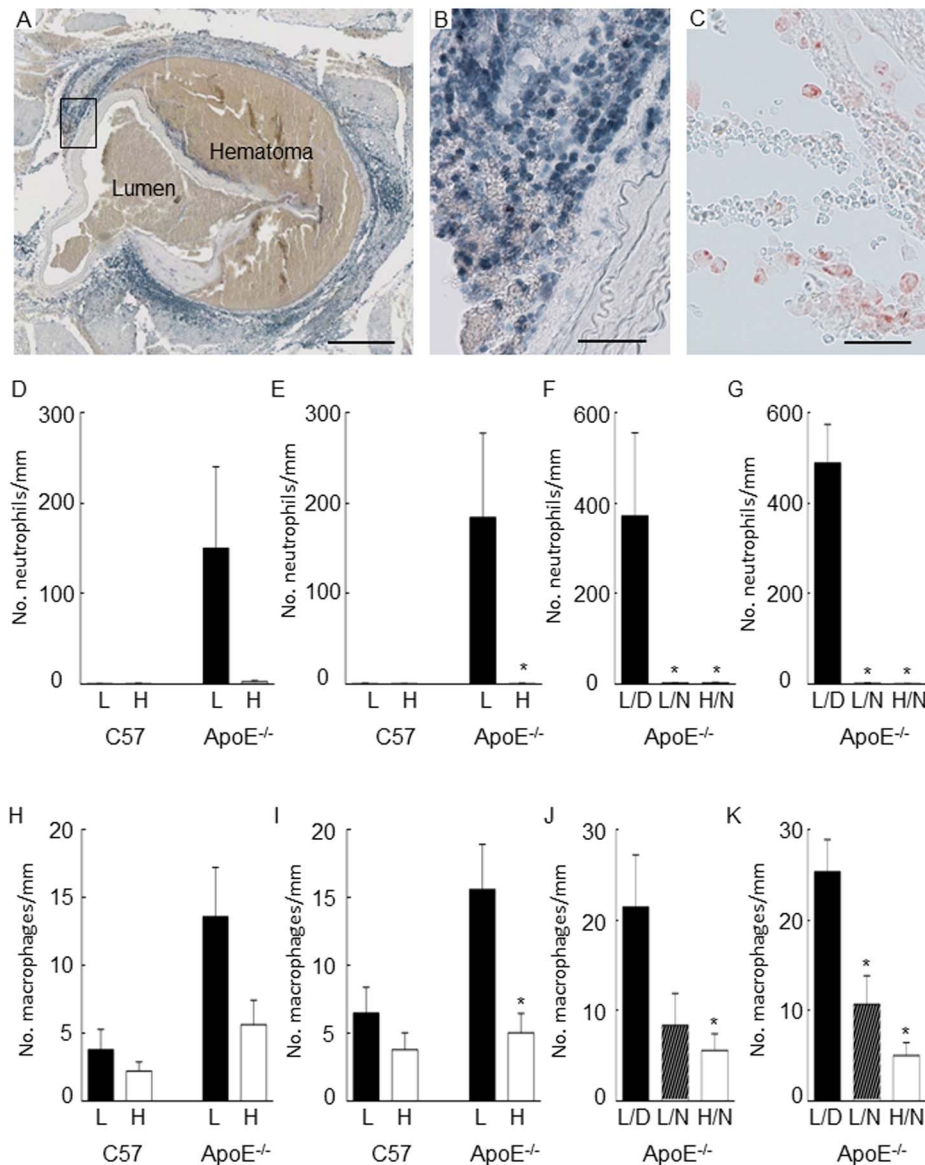 A
B
C
Hematoma
Lumen
D
E
F
G
No. neutrophils/mm
300
200
100
0
L H L H
C57 ApoE-/-
No. neutrophils/mm
300
200
100
0
*
L H L H
C57 ApoE-/-
No. neutrophils/mm
600
400
200
0
* *
L/D L/N H/N
ApoE-/-
No. neutrophils/mm
600
400
200
0
* *
L/D L/N H/N
ApoE-/-
H
I
J
K
No. macrophages/mm
20
15
10
5
0
L H L H
C57 ApoE-/-
No. macrophages/mm
20
15
10
5
0
*
L H L H
C57 ApoE-/-
No. macrophages/mm
30
20
10
0
*
L/D L/N H/N
ApoE-/-
No. macrophages/mm
30
20
10
0
*
*
L/D L/N H/N
ApoE-/-